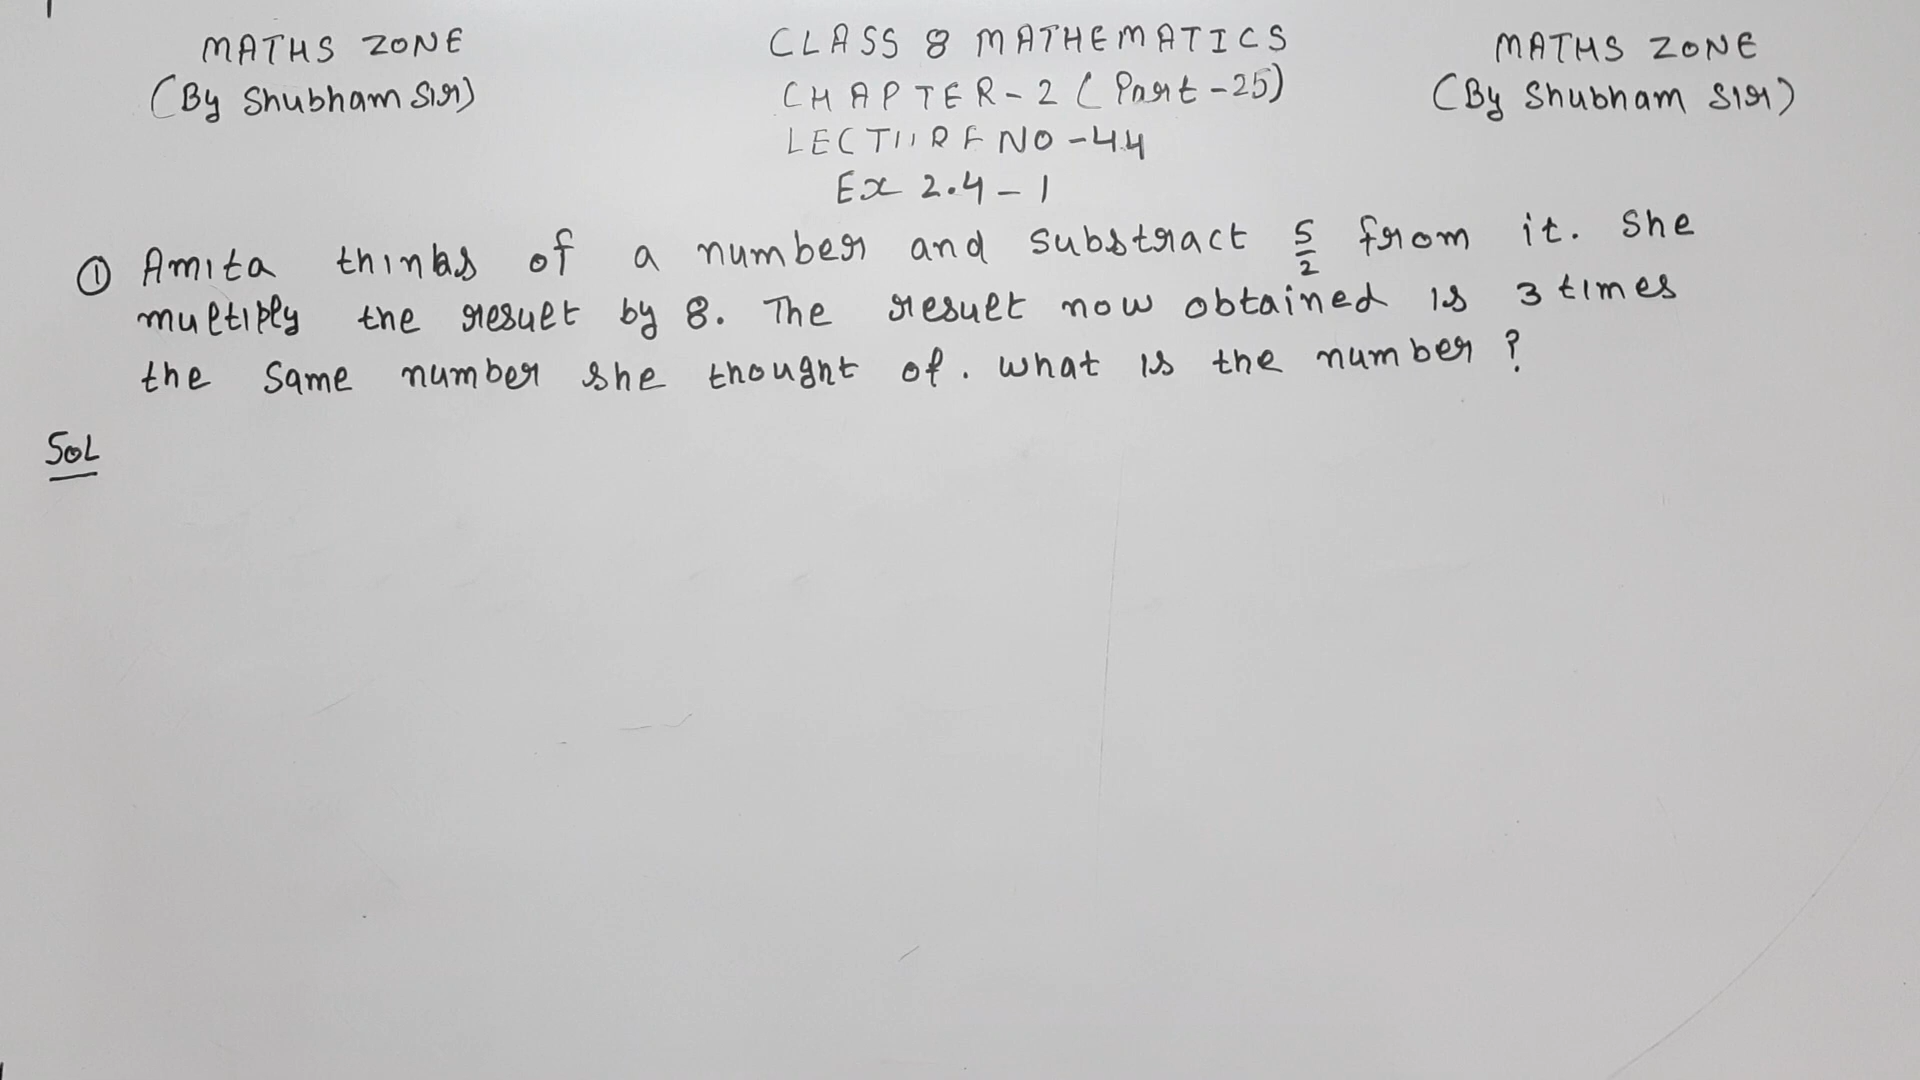 MATHS ZONE
(By Shubham Sir)
CLASS 8 MATHEMATICS
CHAPTER-2 (Part-25)
LECTURE NO-44
Ex 2.4-1
MATHS ZONE
(By Shubham Sir)
① Amita thinks of a number and substract 5/2 from it. She
multiply the result by 8. The result now obtained is 3 times
the same number she thought of. what is the number ?
SOL